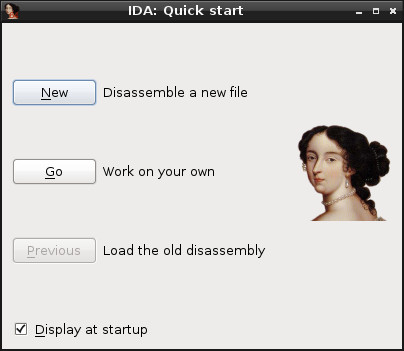 IDA: Quick start
New Disassemble a new file
Go Work on your own
Previous Load the old disassembly
Display at startup